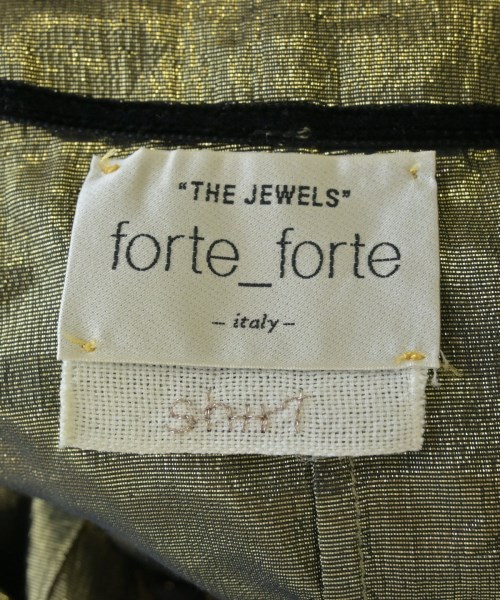 "THE JEWELS"
forte_forte
- italy -
shirt